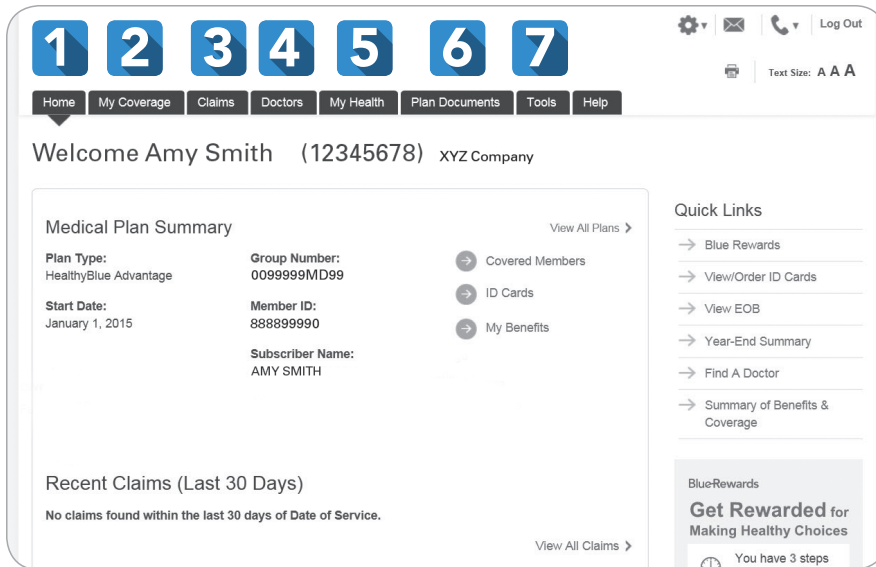 1 2 3 4 5 6 7
Log Out
Text Size: A A A
Home My Coverage Claims Doctors My Health Plan Documents Tools Help
Welcome Amy Smith (12345678) XYZ Company
Medical Plan Summary
View All Plans
Plan Type:
HealthyBlue Advantage
Start Date:
January 1, 2015
Group Number:
0099999MD99
Member ID:
888899990
Subscriber Name:
AMY SMITH
Covered Members
ID Cards
My Benefits
Recent Claims (Last 30 Days)
No claims found within the last 30 days of Date of Service.
View All Claims
Quick Links
Blue Rewards
View/Order ID Cards
View EOB
Year-End Summary
Find A Doctor
Summary of Benefits &
Coverage
BlueRewards
Get Rewarded for
Making Healthy Choices
You have 3 steps